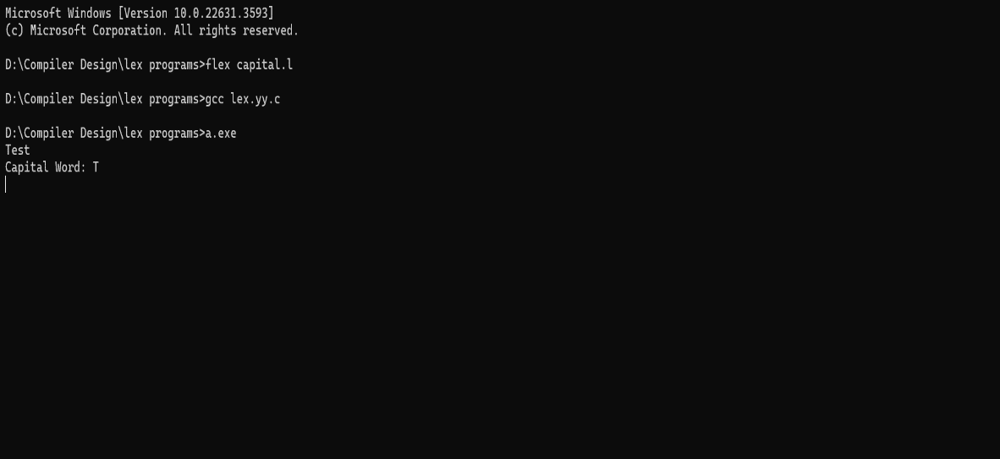 Microsoft Windows [Version 10.0.22631.3593]
(c) Microsoft Corporation. All rights reserved.
D:\Compiler Design\lex programs>flex capital.l
D:\Compiler Design\lex programs>gcc lex.yy.c
D:\Compiler Design\lex programs>a.exe
Test
Capital Word: T